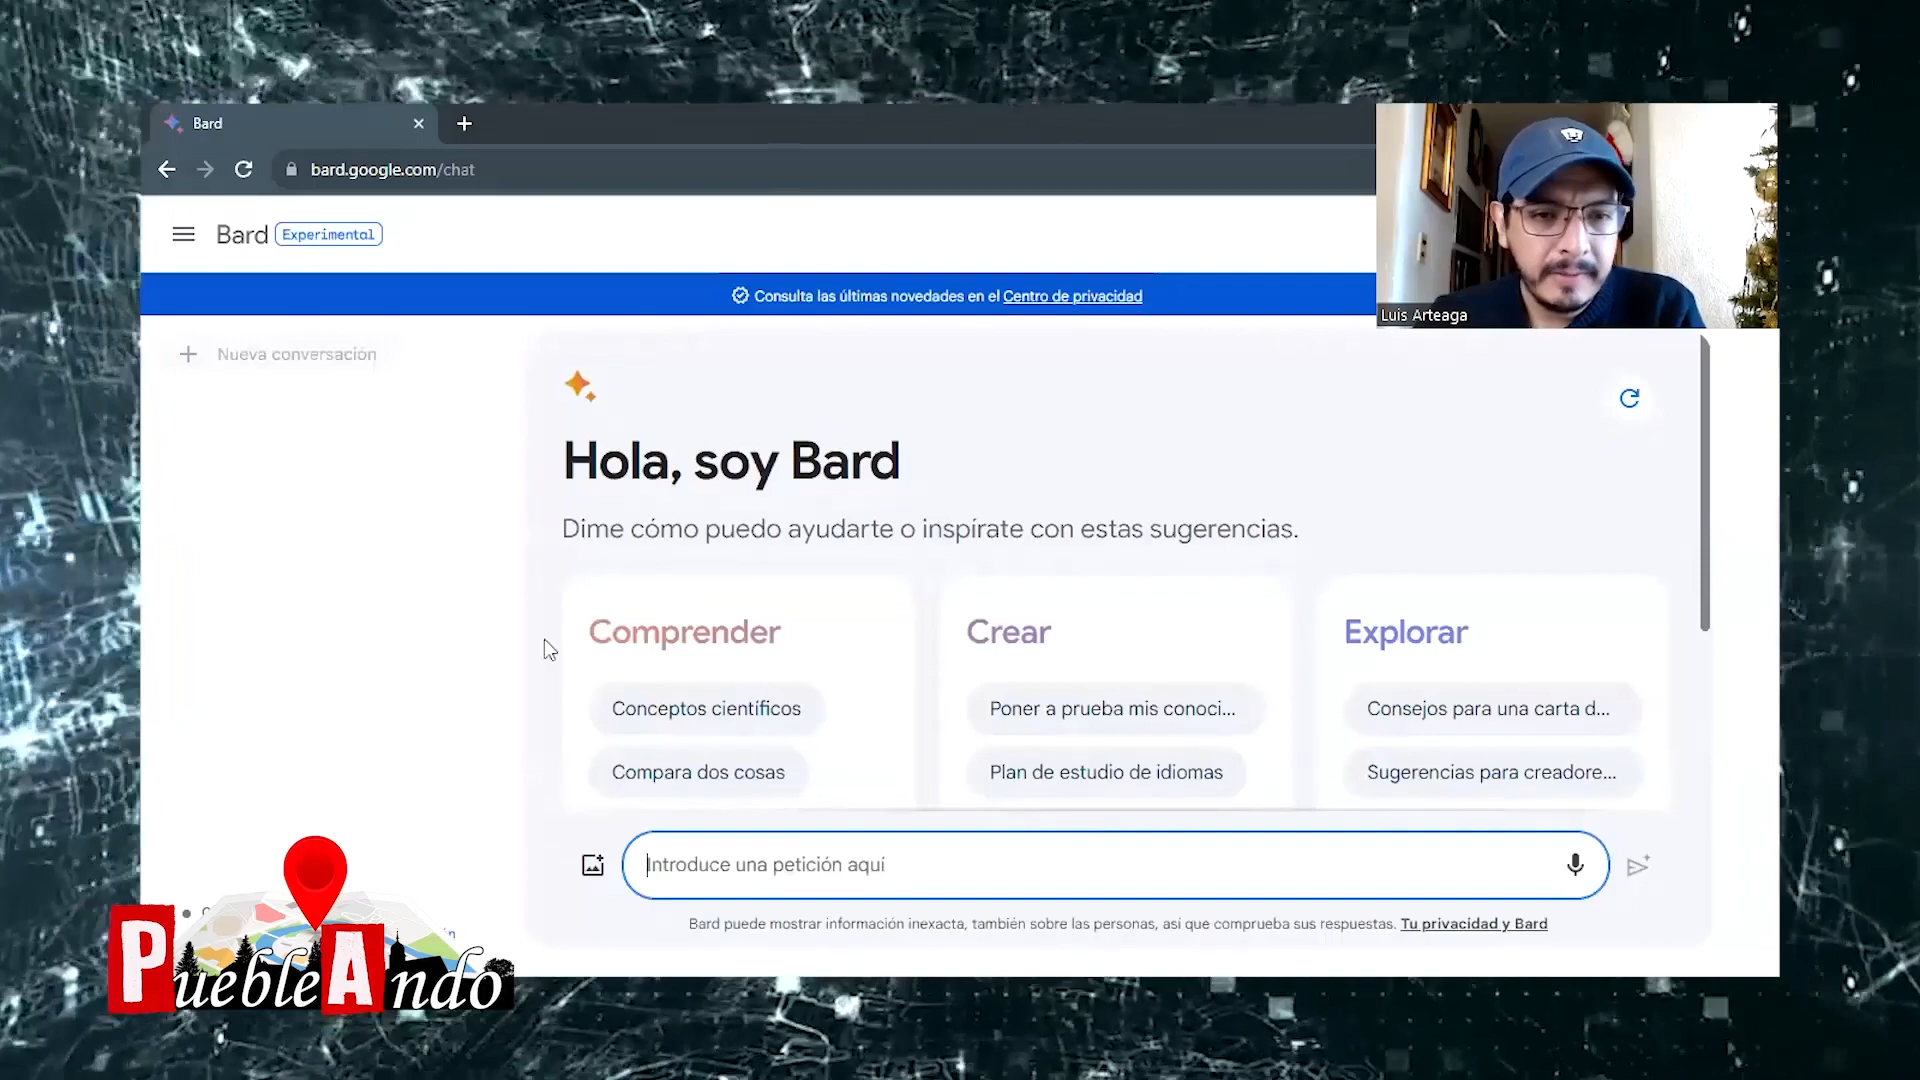 Bard
bard.google.com/chat
Bard Experimental
Consulta las últimas novedades en el Centro de privacidad
Luis Arteaga
Nueva conversación
Hola, soy Bard
Dime cómo puedo ayudarte o inspírate con estas sugerencias.
Comprender
Conceptos científicos
Compara dos cosas
Crear
Poner a prueba mis conoci...
Plan de estudio de idiomas
Explorar
Consejos para una carta d...
Sugerencias para creadore...
Introduce una petición aquí
Bard puede mostrar información inexacta, también sobre las personas, así que comprueba sus respuestas. Tu privacidad y Bard
PuebleAndo